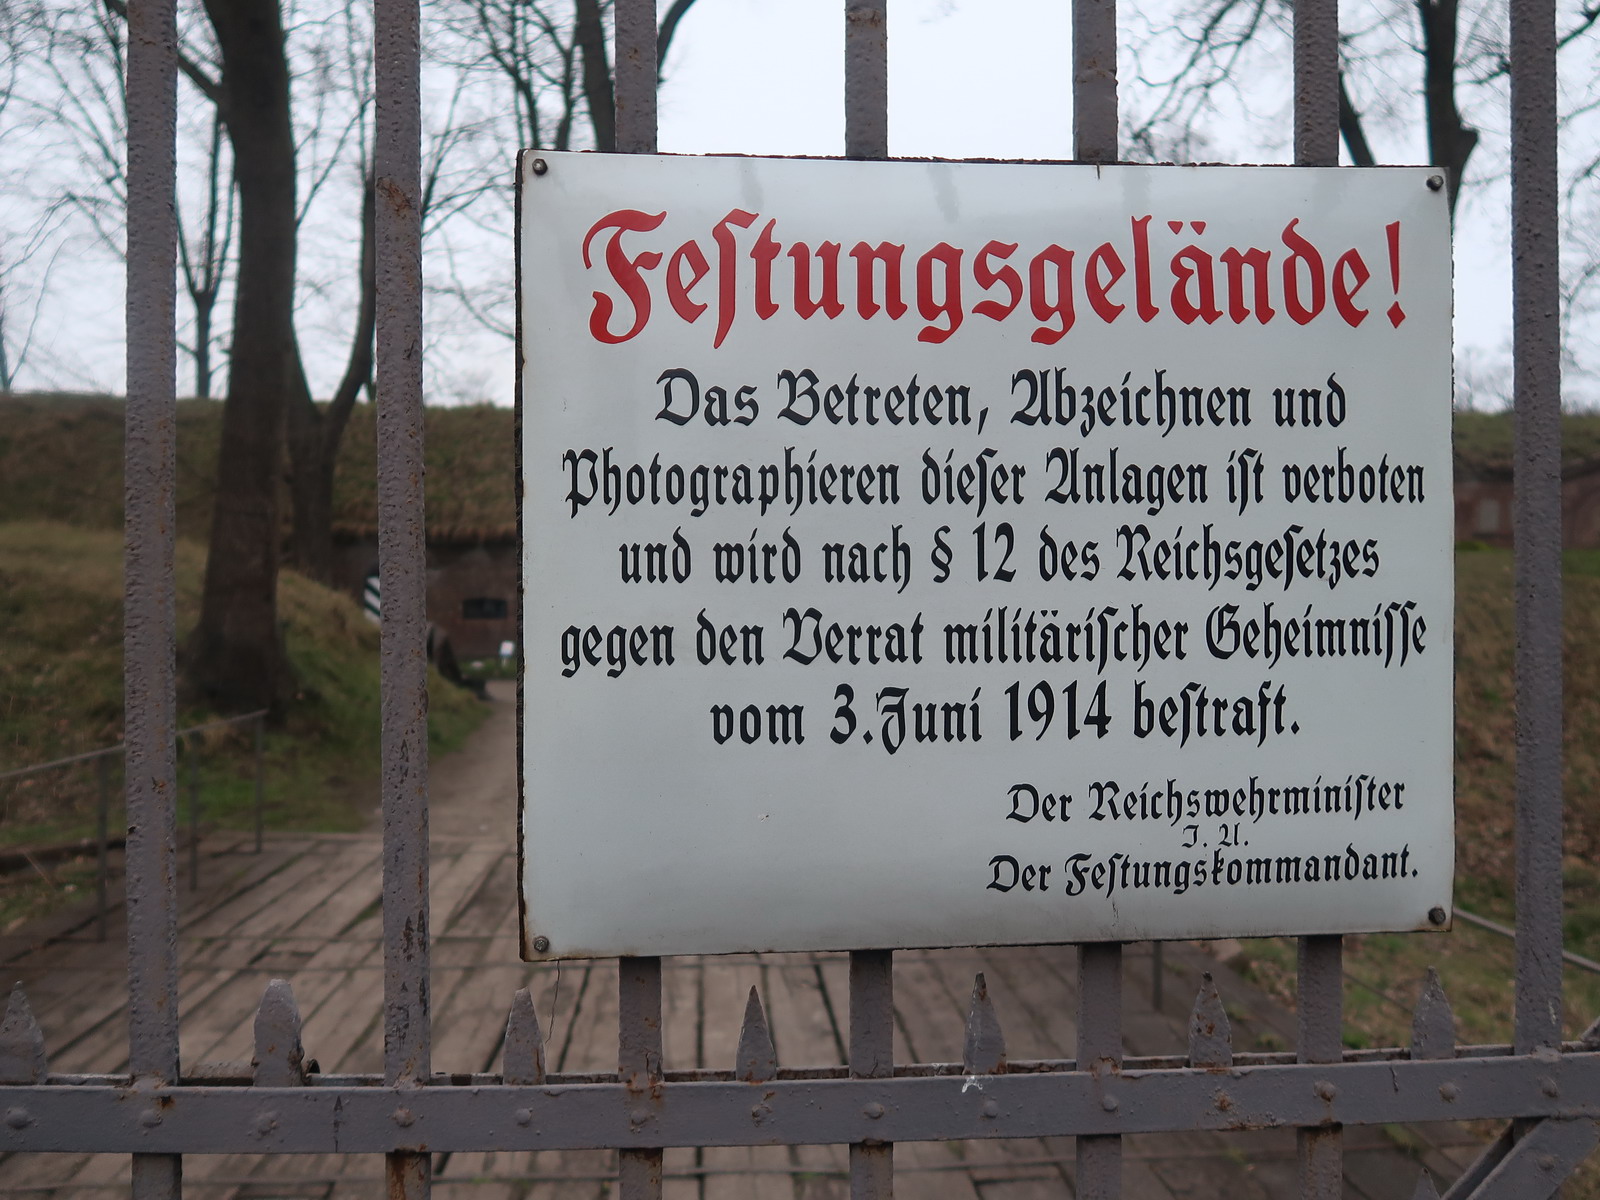 Feſtungsgelände!
Das Betreten, Abzeichnen und
Photographieren dieſer Anlagen iſt verboten
und wird nach § 12 des Reichsgeſetzes
gegen den Verrat militäriſcher Geheimniſſe
vom 3. Juni 1914 beſtraft.
Der Reichswehrminiſter
I. A.
Der Feſtungskommandant.